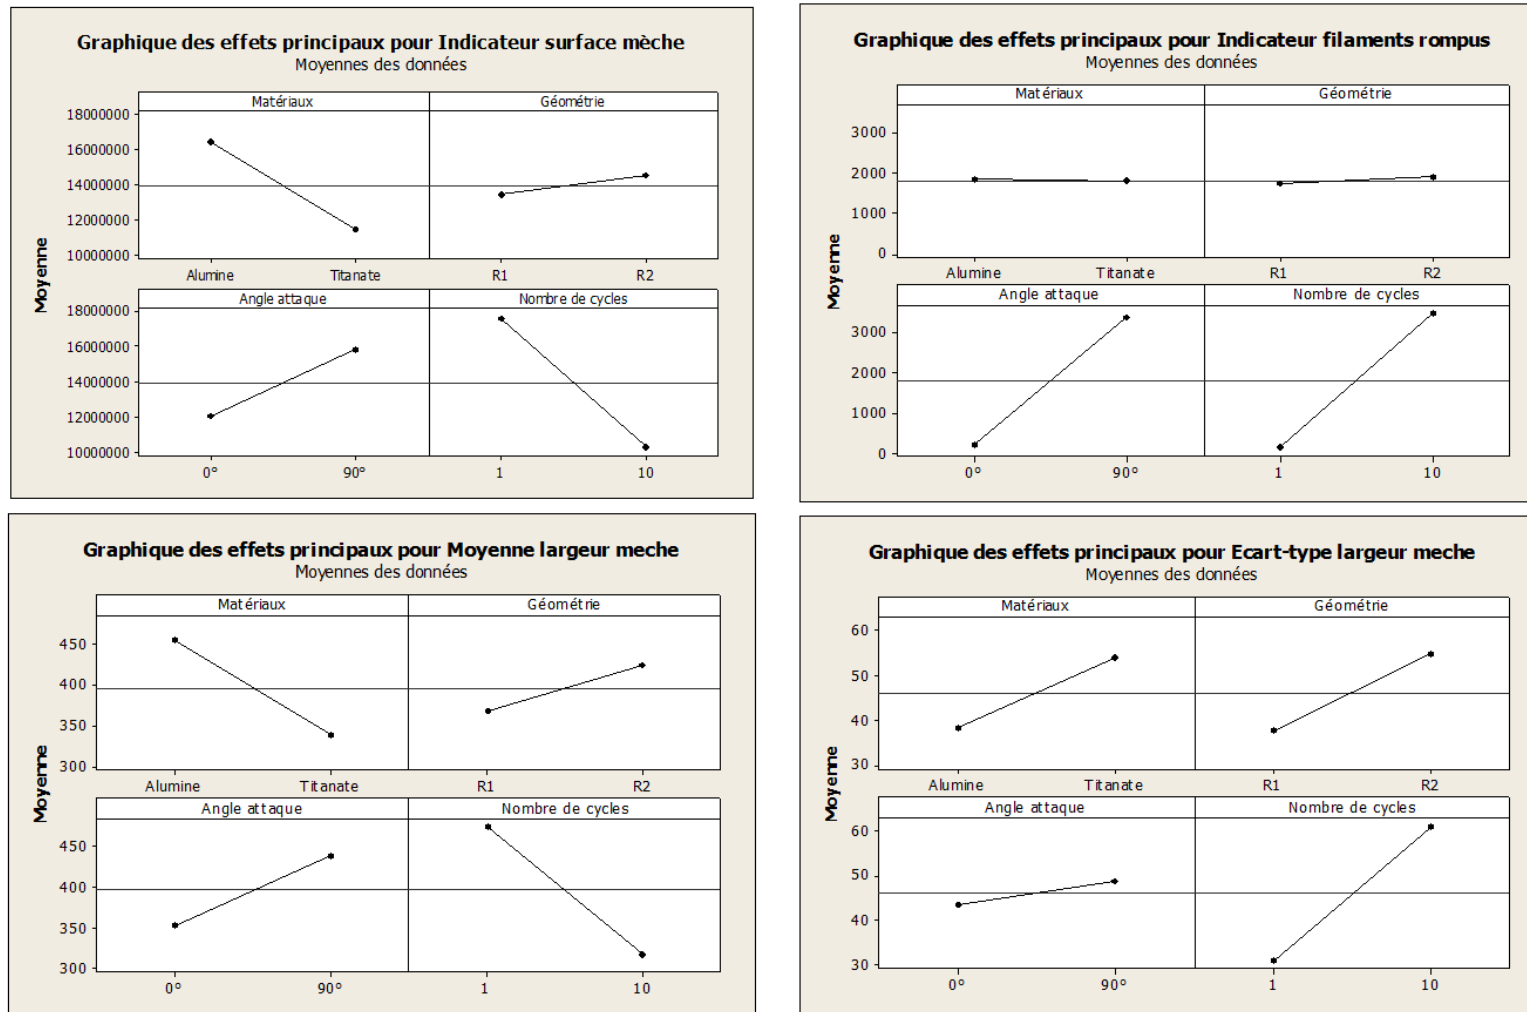 Graphique des effets principaux pour Indicateur surface mèche
Moyennes des données
Matériaux Géométrie
18000000
16000000
14000000
12000000
10000000
Alumine Titanate R1 R2
Angle attaque Nombre de cycles
18000000
16000000
14000000
12000000
10000000
0° 90° 1 10
Moyenne
Graphique des effets principaux pour Indicateur filaments rompus
Moyennes des données
Matériaux Géométrie
3000
2000
1000
0
Alumine Titanate R1 R2
Angle attaque Nombre de cycles
3000
2000
1000
0
0° 90° 1 10
Moyenne
Graphique des effets principaux pour Moyenne largeur meche
Moyennes des données
Matériaux Géométrie
450
400
350
300
Alumine Titanate R1 R2
Angle attaque Nombre de cycles
450
400
350
300
0° 90° 1 10
Moyenne
Graphique des effets principaux pour Ecart-type largeur meche
Moyennes des données
Matériaux Géométrie
60
50
40
30
Alumine Titanate R1 R2
Angle attaque Nombre de cycles
60
50
40
30
0° 90° 1 10
Moyenne